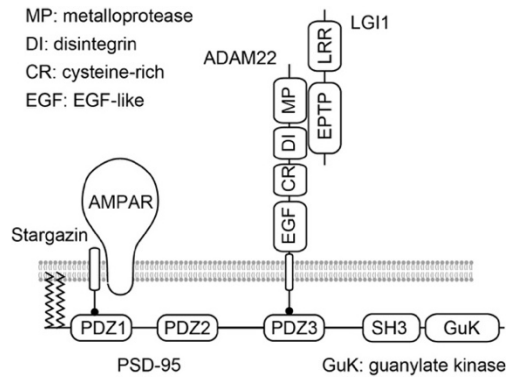 MP: metalloprotease
DI: disintegrin
CR: cysteine-rich
EGF: EGF-like
LGI1
ADAM22
LRR
EPTP
MP
DI
CR
EGF
AMPAR
Stargazin
PDZ1
PDZ2
PDZ3
SH3
GuK
PSD-95
GuK: guanylate kinase